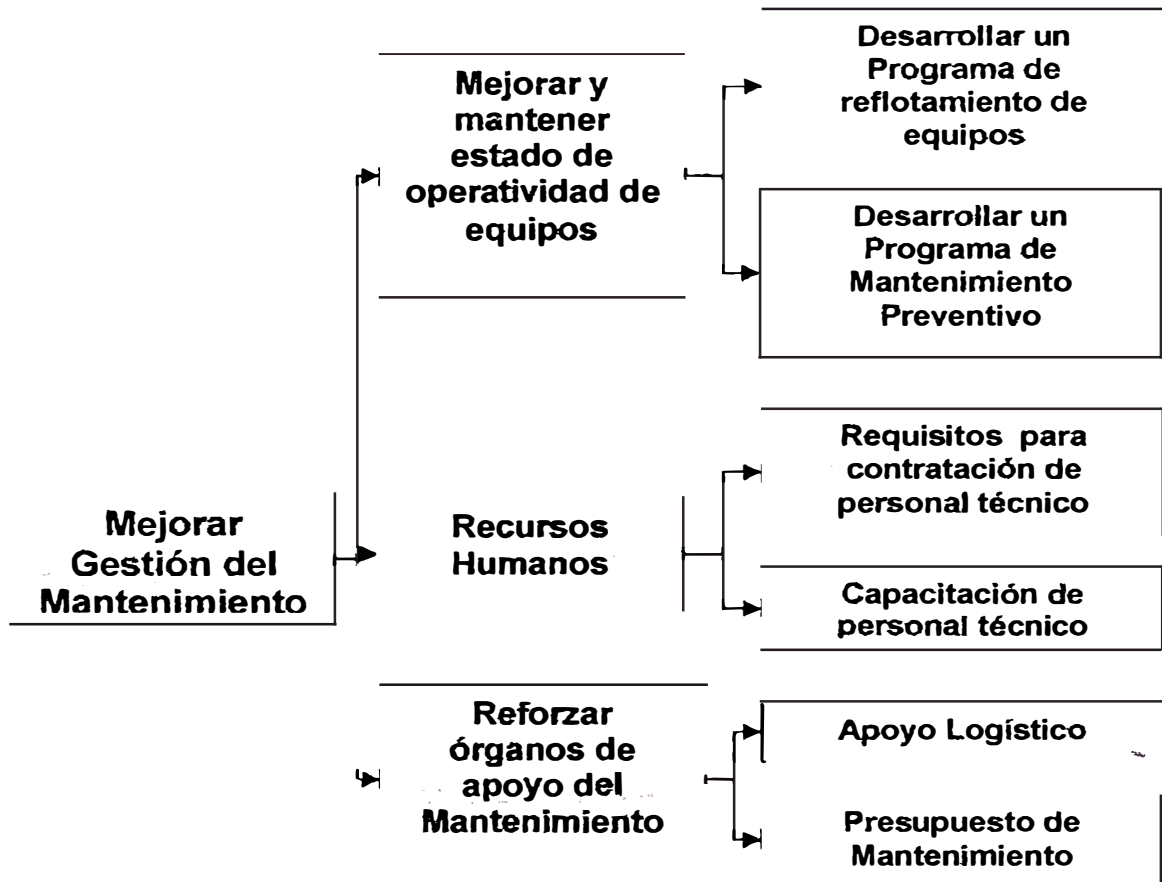 Mejorar
Gestión del
Mantenimiento
Mejorar y
mantener
estado de
operatividad de
equipos
Desarrollar un
Programa de
reflotamiento de
equipos
Desarrollar un
Programa de
Mantenimiento
Preventivo
Recursos
Humanos
Requisitos para
contratación de
personal técnico
Capacitación de
personal técnico
Reforzar
órganos de
apoyo del
Mantenimiento
Apoyo Logístico
Presupuesto de
Mantenimiento